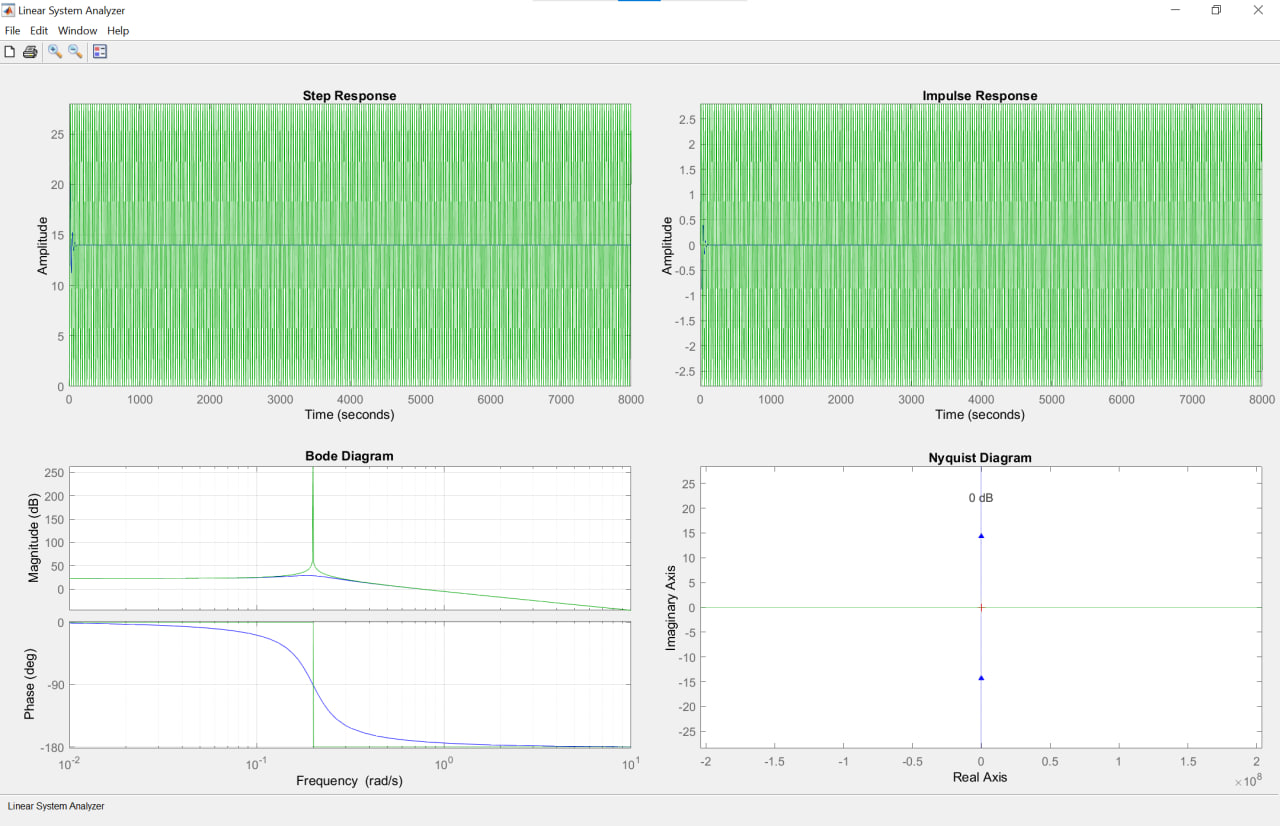 Linear System Analyzer
File Edit Window Help
Step Response
Amplitude
25
20
15
10
5
0
0 1000 2000 3000 4000 5000 6000 7000 8000
Time (seconds)
Impulse Response
Amplitude
2.5
2
1.5
1
0.5
0
-0.5
-1
-1.5
-2
-2.5
0 1000 2000 3000 4000 5000 6000 7000 8000
Time (seconds)
Bode Diagram
Magnitude (dB)
250
200
150
100
50
0
Phase (deg)
0
-90
-180
10⁻² 10⁻¹ 10⁰ 10¹
Frequency (rad/s)
Nyquist Diagram
0 dB
Imaginary Axis
25
20
15
10
5
0
-5
-10
-15
-20
-25
-2 -1.5 -1 -0.5 0 0.5 1 1.5 2
×10⁸
Real Axis
Linear System Analyzer